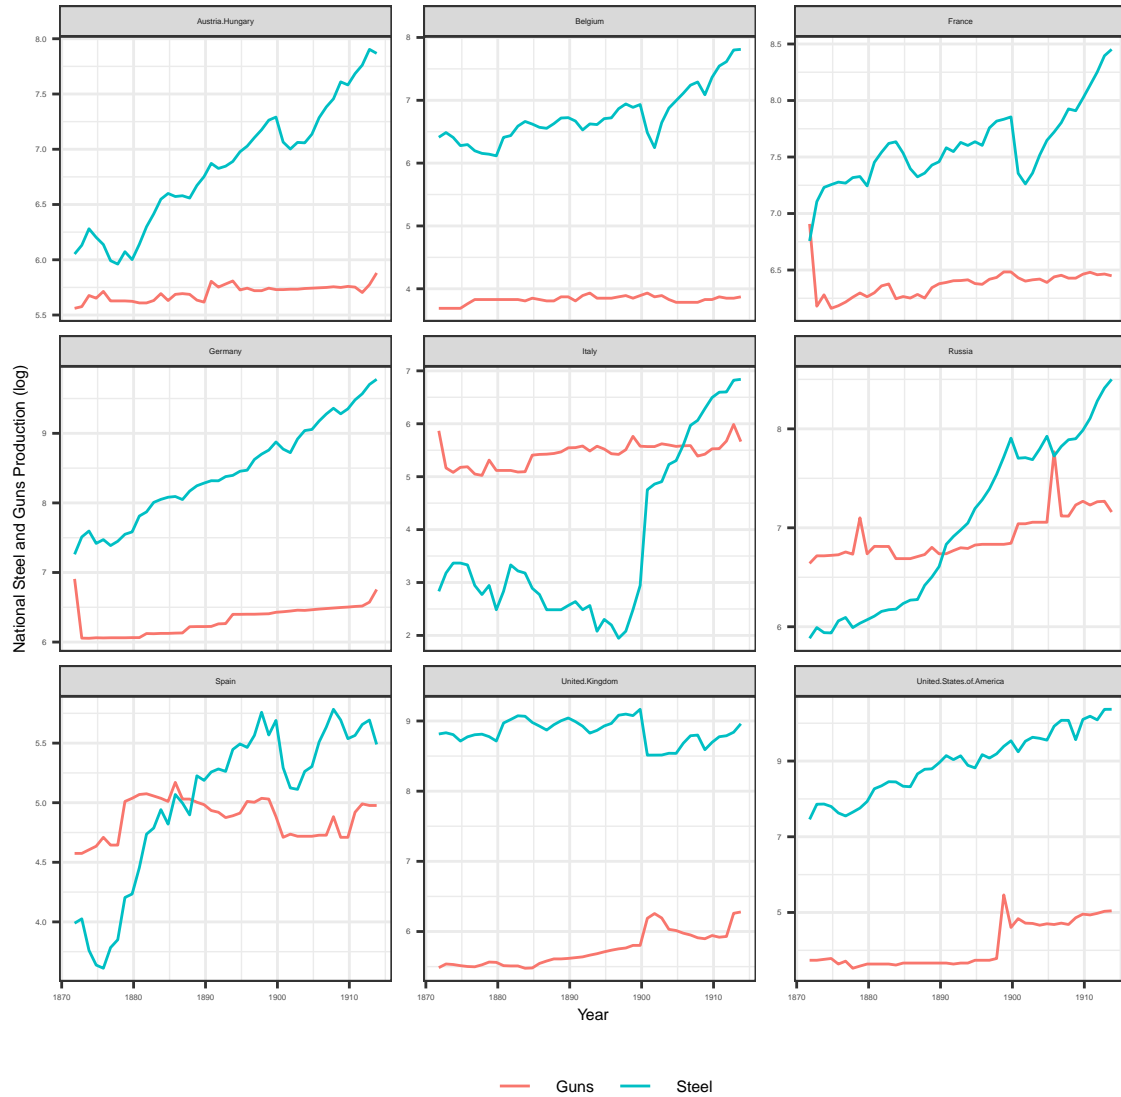 Austria.Hungary
Belgium
France
8.0
7.5
7.0
6.5
6.0
5.5
8
7
6
5
4
8.5
8.0
7.5
7.0
6.5
Germany
Italy
Russia
9
8
7
6
7
6
5
4
3
2
8
7
6
Spain
United.Kingdom
United.States.of.America
5.5
5.0
4.5
4.0
9
8
7
6
9
7
5
1870 1880 1890 1900 1910
1870 1880 1890 1900 1910
1870 1880 1890 1900 1910
National Steel and Guns Production (log)
Year
Guns Steel